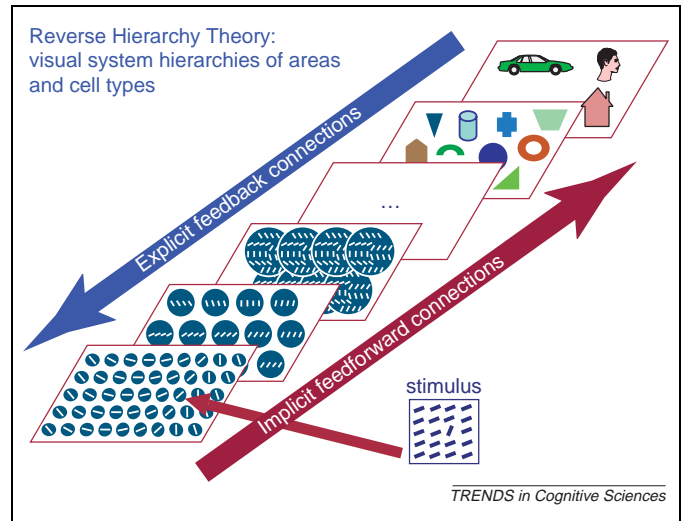 Reverse Hierarchy Theory:
visual system hierarchies of areas
and cell types
Explicit feedback connections
...
Implicit feedforward connections
stimulus
TRENDS in Cognitive Sciences